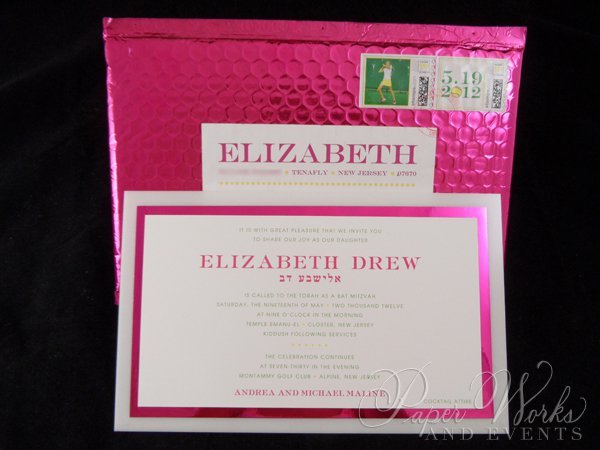 5.19
2012
ELIZABETH
TENAFLY • NEW JERSEY • 07670
IT IS WITH GREAT PLEASURE THAT WE INVITE YOU
TO SHARE OUR JOY AS OUR DAUGHTER
ELIZABETH DREW
אלישבע דב
IS CALLED TO THE TORAH AS A BAT MITZVAH
SATURDAY, THE NINETEENTH OF MAY • TWO THOUSAND TWELVE
AT NINE O'CLOCK IN THE MORNING
TEMPLE EMANU-EL • CLOSTER, NEW JERSEY
KIDDUSH FOLLOWING SERVICES
THE CELEBRATION CONTINUES
AT SEVEN-THIRTY IN THE EVENING
MONTAMMY GOLF CLUB • ALPINE, NEW JERSEY
ANDREA AND MICHAEL MALINE
COCKTAIL ATTIRE
Paper Works
AND EVENTS